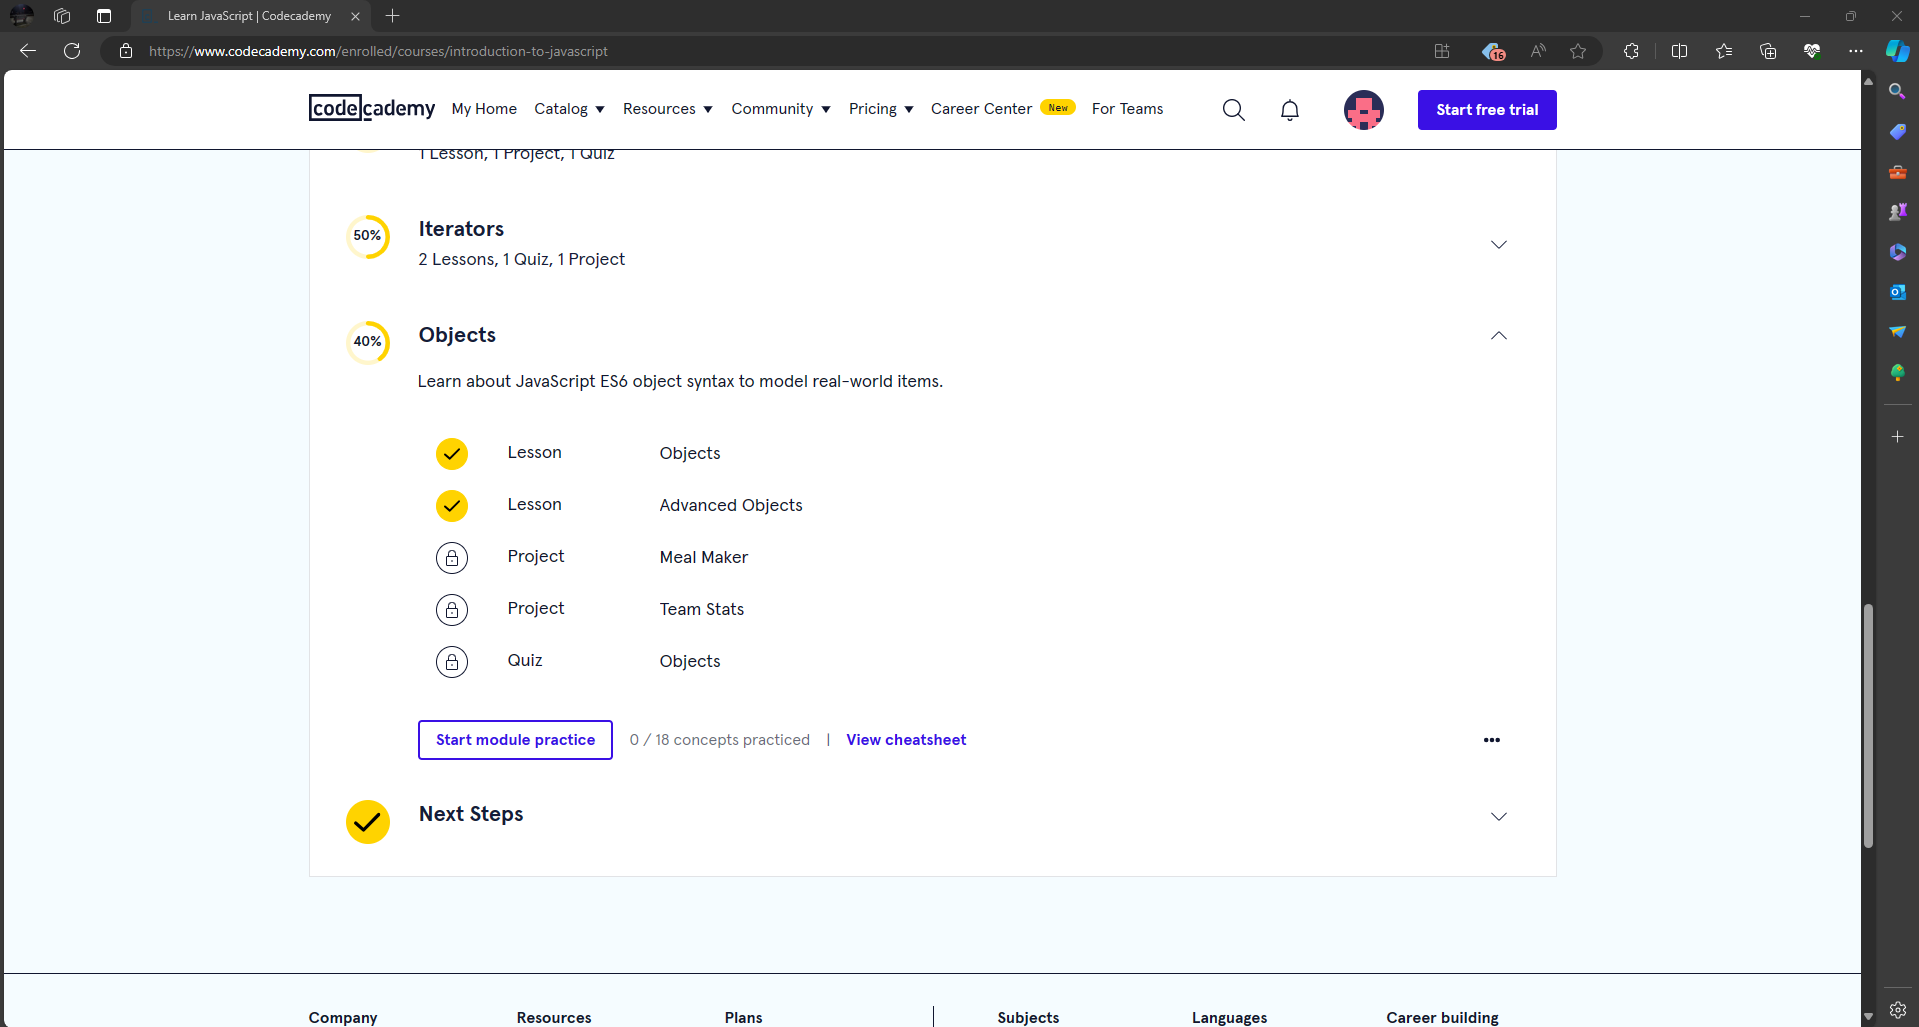 Learn JavaScript | Codecademy
https://www.codecademy.com/enrolled/courses/introduction-to-javascript
16
codecademy My Home Catalog Resources Community Pricing Career Center New For Teams Start free trial
1 Lesson, 1 Project, 1 Quiz
50% Iterators
2 Lessons, 1 Quiz, 1 Project
40% Objects
Learn about JavaScript ES6 object syntax to model real-world items.
Lesson Objects
Lesson Advanced Objects
Project Meal Maker
Project Team Stats
Quiz Objects
Start module practice 0 / 18 concepts practiced | View cheatsheet
Next Steps
Company Resources Plans Subjects Languages Career building